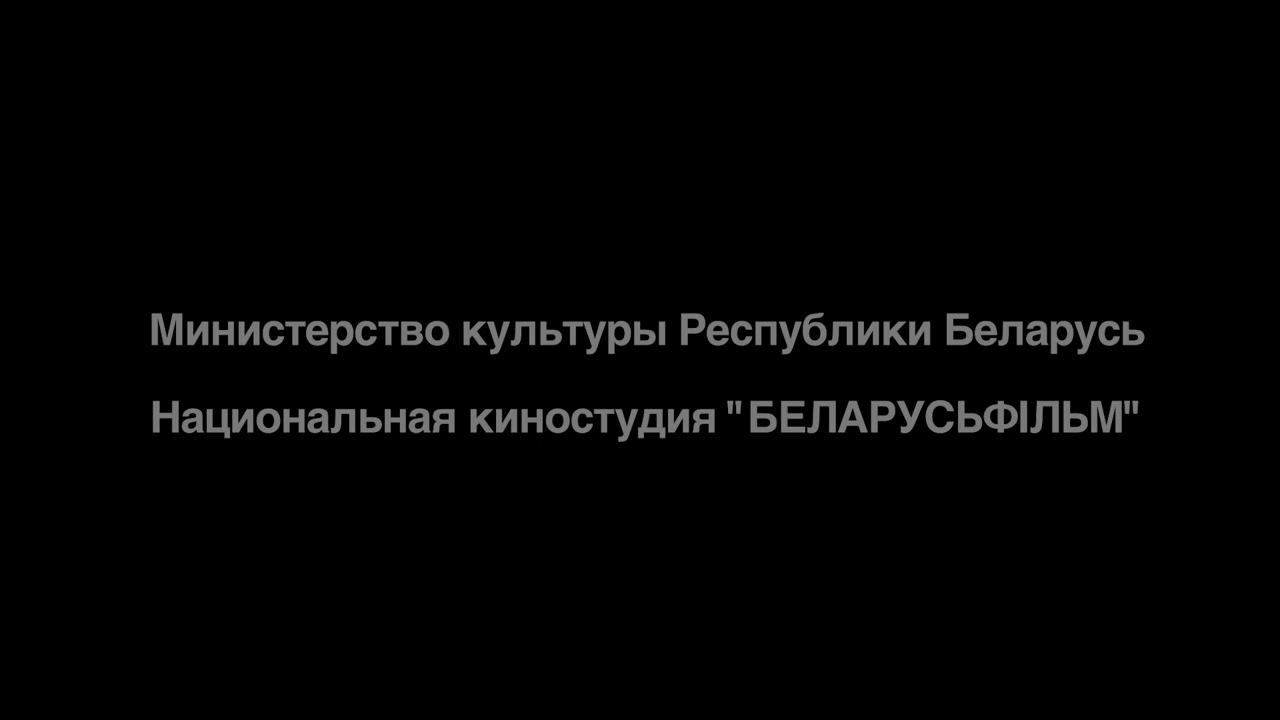 Министерство культуры Республики Беларусь
Национальная киностудия "БЕЛАРУСЬФІЛЬМ"